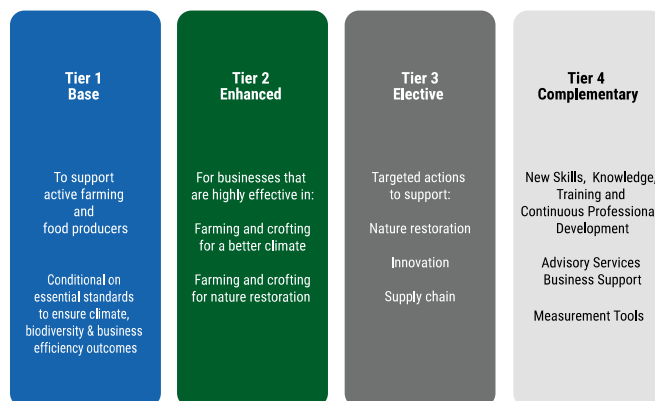 Tier 1
Base
To support
active farming
and
food producers
Conditional on
essential standards
to ensure climate,
biodiversity & business
efficiency outcomes
Tier 2
Enhanced
For businesses that
are highly effective in:
Farming and crofting
for a better climate
Farming and crofting
for nature restoration
Tier 3
Elective
Targeted actions
to support:
Nature restoration
Innovation
Supply chain
Tier 4
Complementary
New Skills, Knowledge,
Training and
Continuous Professional
Development
Advisory Services
Business Support
Measurement Tools